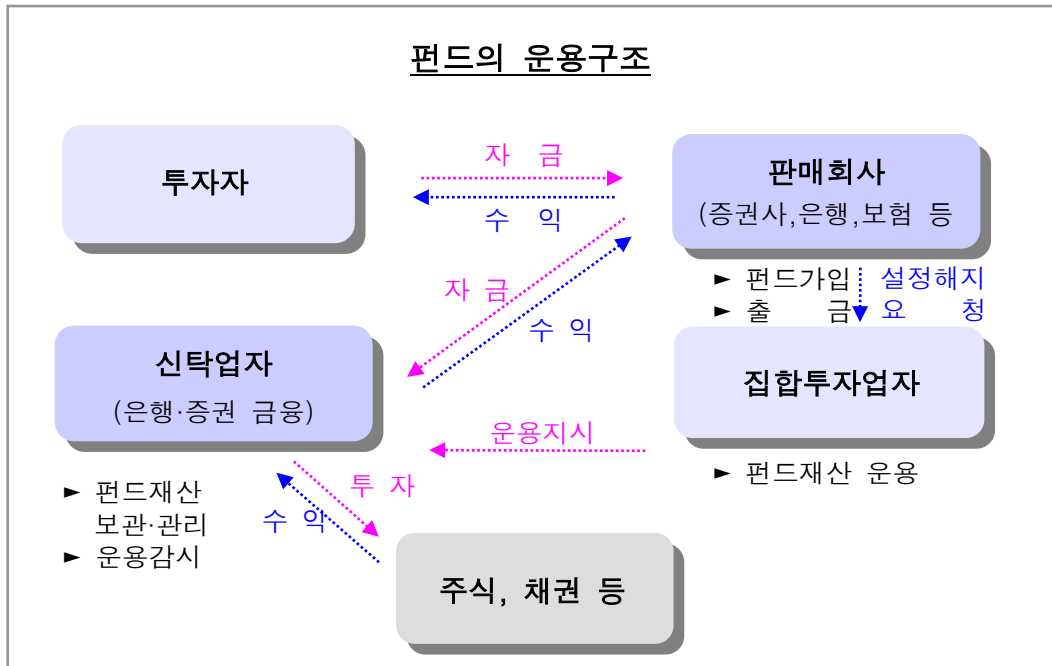 펀드의 운용구조
투자자
자 금
수 익
판매회사
(증권사,은행,보험 등
► 펀드가입
► 출 금
설정해지
요 청
자 금
수 익
신탁업자
(은행·증권 금융)
집합투자업자
운용지시
► 펀드재산 운용
► 펀드재산
보관·관리
► 운용감시
투 자
수 익
주식, 채권 등